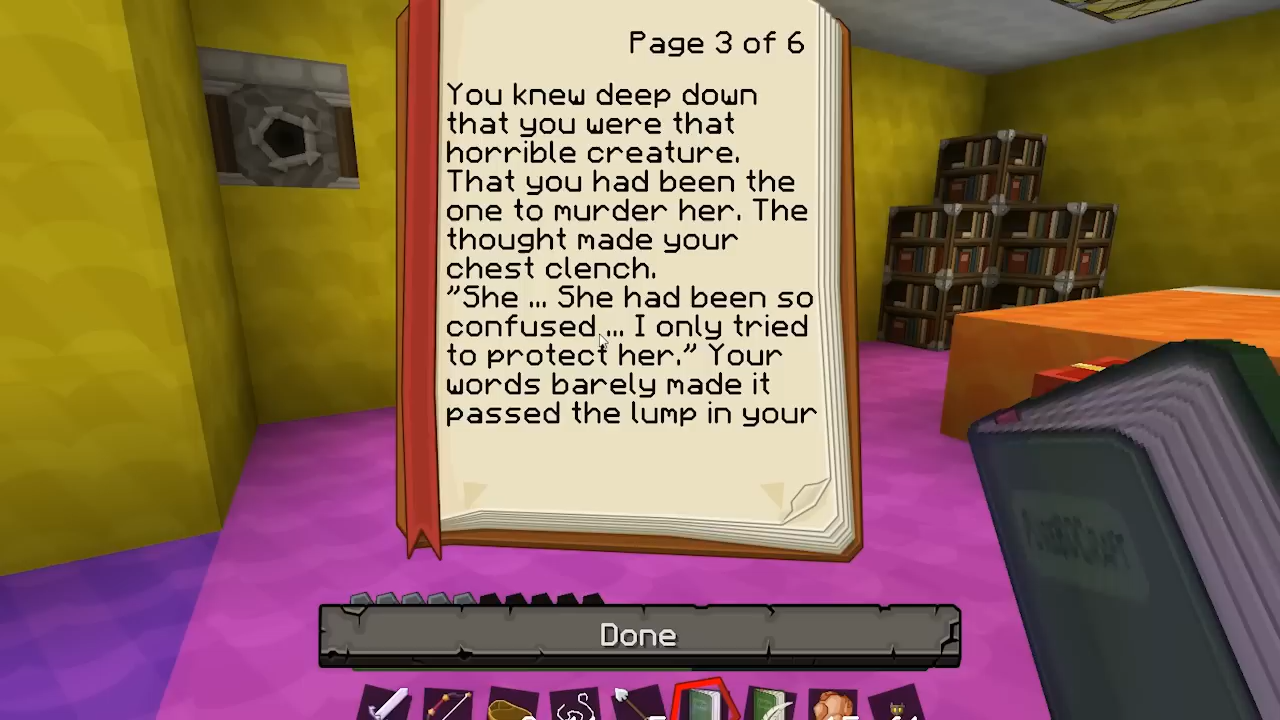 Page 3 of 6
You knew deep down
that you were that
horrible creature.
That you had been the
one to murder her. The
thought made your
chest clench.
"She ... She had been so
confused ... I only tried
to protect her." Your
words barely made it
passed the lump in your
Done